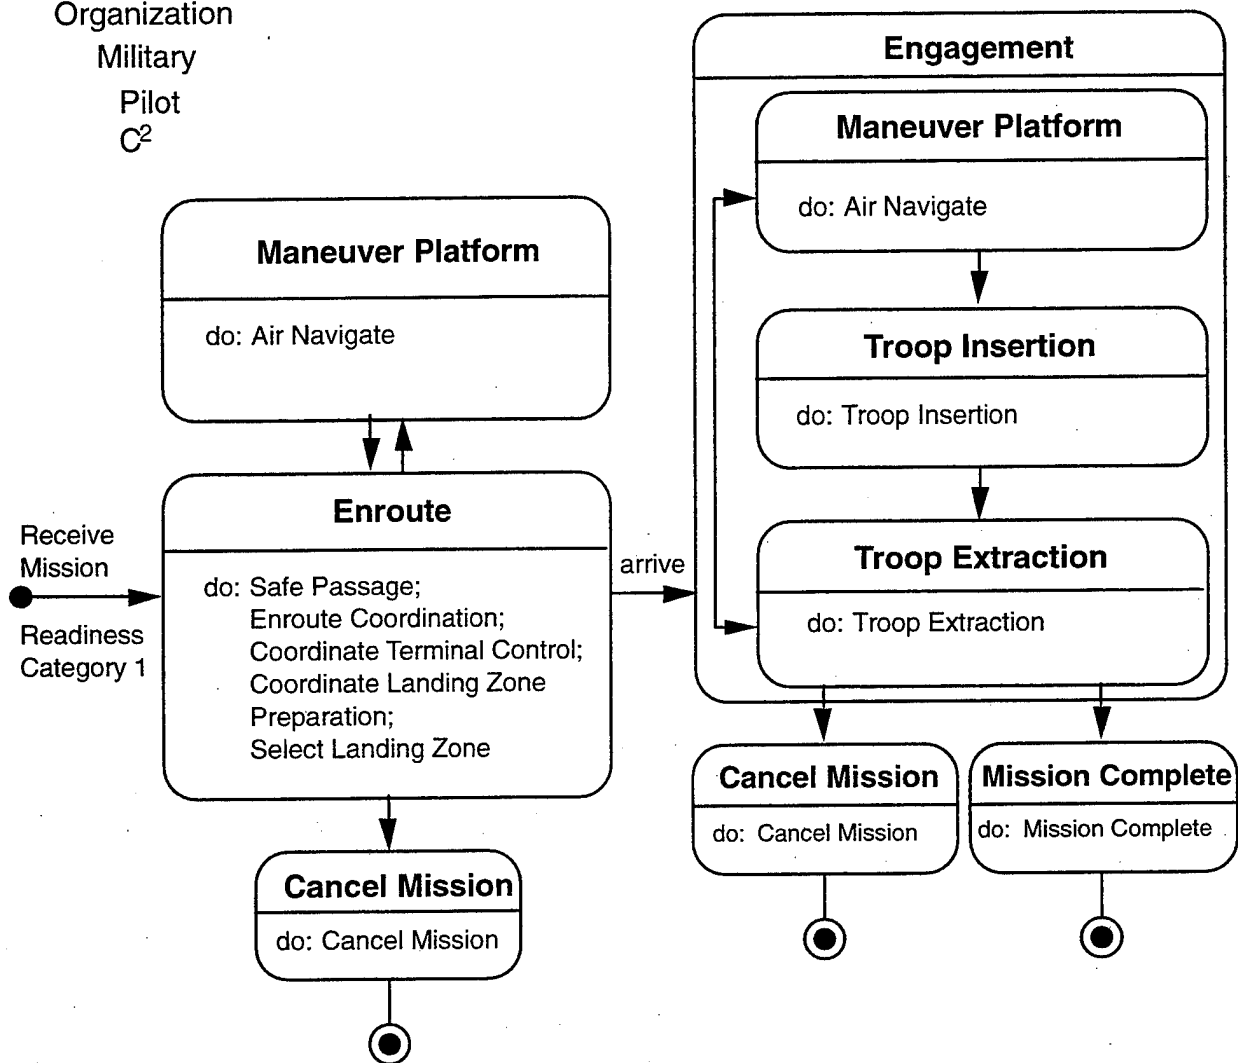 Organization
Military
Pilot
C²
Engagement
Maneuver Platform
do: Air Navigate
Maneuver Platform
do: Air Navigate
Troop Insertion
do: Troop Insertion
Enroute
Receive
Mission
Readiness
Category 1
do: Safe Passage;
Enroute Coordination;
Coordinate Terminal Control;
Coordinate Landing Zone
Preparation;
Select Landing Zone
arrive
Troop Extraction
do: Troop Extraction
Cancel Mission
do: Cancel Mission
Mission Complete
do: Mission Complete
Cancel Mission
do: Cancel Mission